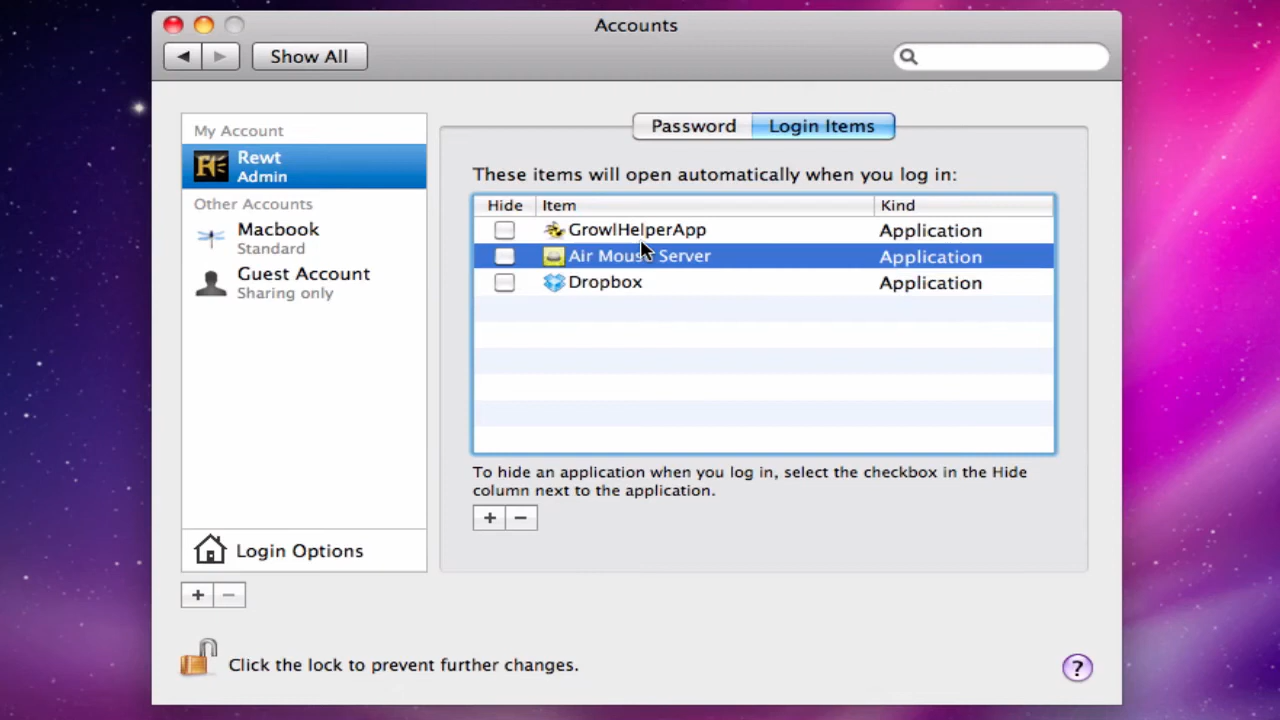 Accounts
Show All
My Account
Rewt
Admin
Other Accounts
Macbook
Standard
Guest Account
Sharing only
Login Options
+ −
Password Login Items
These items will open automatically when you log in:
Hide Item Kind
GrowlHelperApp Application
Air Mouse Server Application
Dropbox Application
To hide an application when you log in, select the checkbox in the Hide
column next to the application.
+ −
Click the lock to prevent further changes.
?